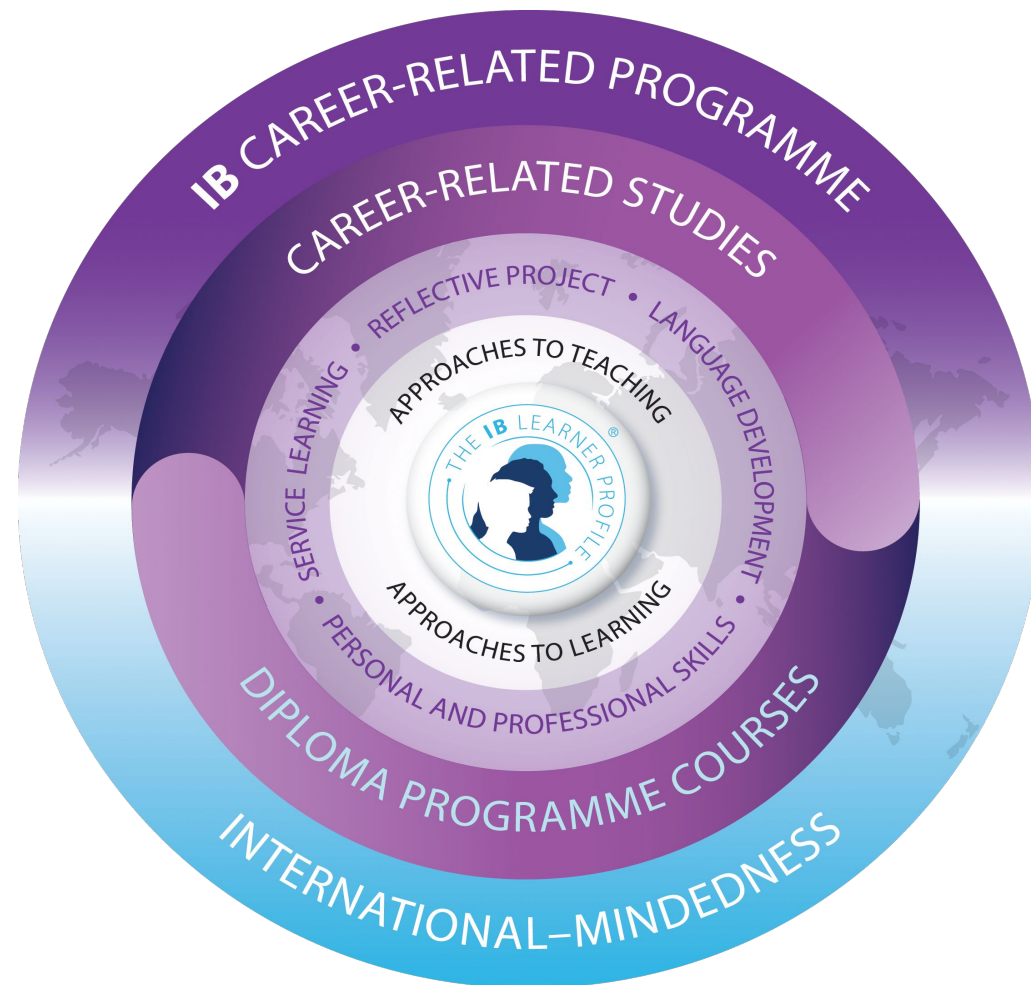 IB CAREER-RELATED PROGRAMME
CAREER-RELATED STUDIES
SERVICE LEARNING • REFLECTIVE PROJECT • LANGUAGE DEVELOPMENT •
APPROACHES TO TEACHING
THE IB LEARNER PROFILE ®
APPROACHES TO LEARNING
• PERSONAL AND PROFESSIONAL SKILLS
DIPLOMA PROGRAMME COURSES
INTERNATIONAL–MINDEDNESS